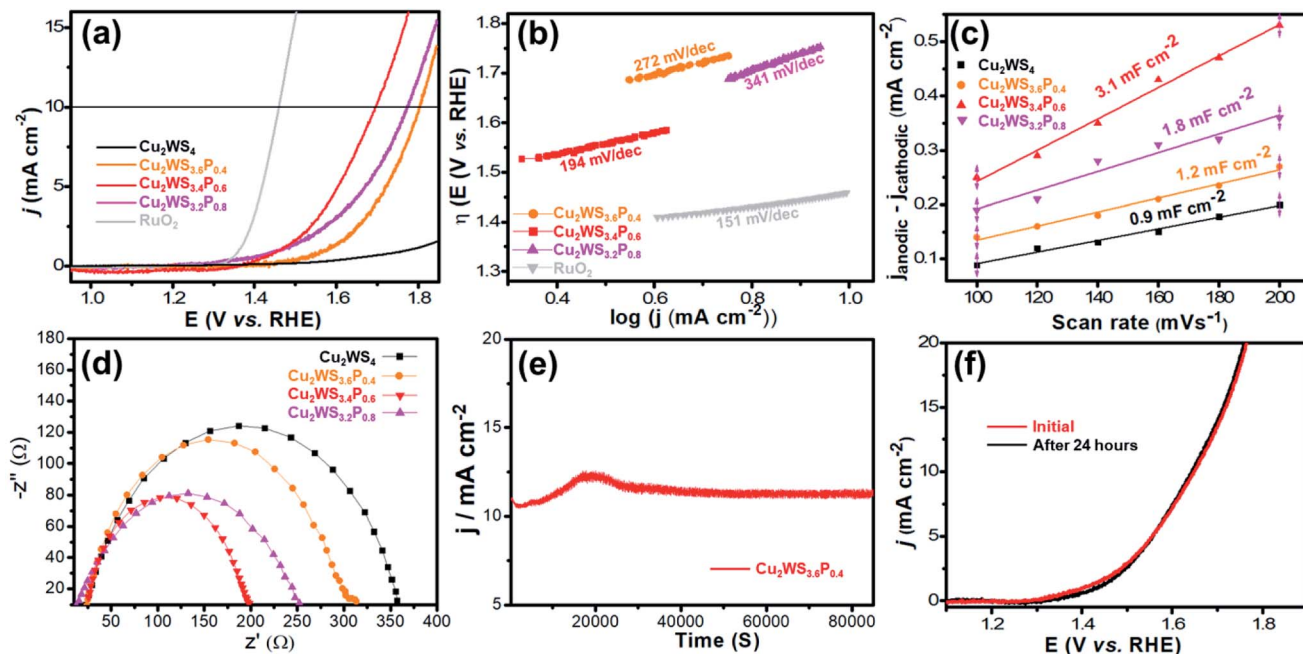 (a)
15
10
5
0
j (mA cm⁻²)
Cu₂WS₄
Cu₂WS₃.₆P₀.₄
Cu₂WS₃.₄P₀.₆
Cu₂WS₃.₂P₀.₈
RuO₂
1.0 1.2 1.4 1.6 1.8
E (V vs. RHE)
(b)
1.8
1.7
1.6
1.5
1.4
1.3
η (E (V vs. RHE)
272 mV/dec
341 mV/dec
194 mV/dec
151 mV/dec
Cu₂WS₃.₆P₀.₄
Cu₂WS₃.₄P₀.₆
Cu₂WS₃.₂P₀.₈
RuO₂
0.4 0.6 0.8 1.0
log (j (mA cm⁻²))
(c)
0.5
0.4
0.3
0.2
0.1
janodic - jcathodic (mA cm⁻²)
Cu₂WS₄
Cu₂WS₃.₆P₀.₄
Cu₂WS₃.₄P₀.₆
Cu₂WS₃.₂P₀.₈
3.1 mF cm⁻²
1.8 mF cm⁻²
1.2 mF cm⁻²
0.9 mF cm⁻²
100 120 140 160 180 200
Scan rate (mVs⁻¹)
(d)
200
180
160
140
120
100
80
60
40
20
-z'' (Ω)
Cu₂WS₄
Cu₂WS₃.₆P₀.₄
Cu₂WS₃.₄P₀.₆
Cu₂WS₃.₂P₀.₈
50 100 150 200 250 300 350 400
z' (Ω)
(e)
20
15
10
5
j / mA cm⁻²
Cu₂WS₃.₆P₀.₄
0 20000 40000 60000 80000
Time (S)
(f)
20
15
10
5
0
j (mA cm⁻²)
Initial
After 24 hours
1.2 1.4 1.6 1.8
E (V vs. RHE)